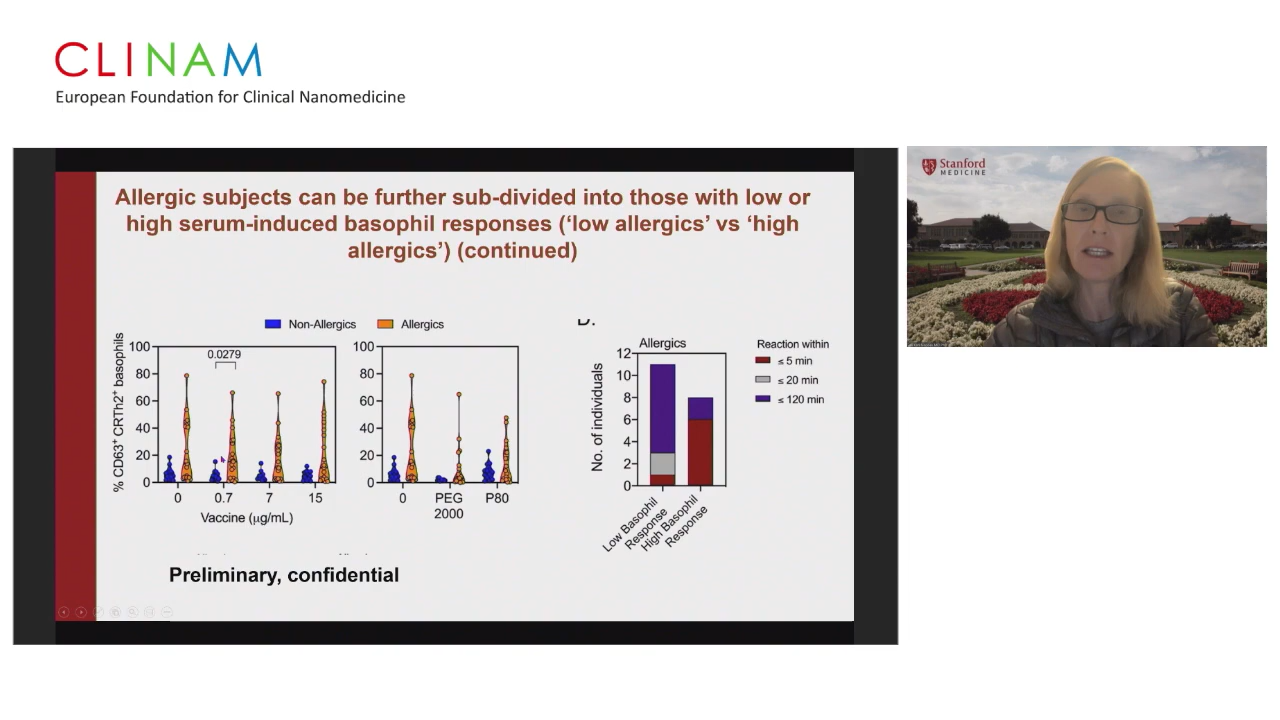 CLINAM
European Foundation for Clinical Nanomedicine
Stanford
MEDICINE
Allergic subjects can be further sub-divided into those with low or
high serum-induced basophil responses (‘low allergics’ vs ‘high
allergics’) (continued)
Non-Allergics
Allergics
% CD63+ CRTh2+ basophils
100
80
60
40
20
0
0.0279
0
0.7
7
15
Vaccine (µg/mL)
100
80
60
40
20
0
0
PEG
2000
P80
D.
Allergics
No. of individuals
12
10
8
6
4
2
0
Low Basophil
Response
High Basophil
Response
Reaction within
≤ 5 min
≤ 20 min
≤ 120 min
Preliminary, confidential